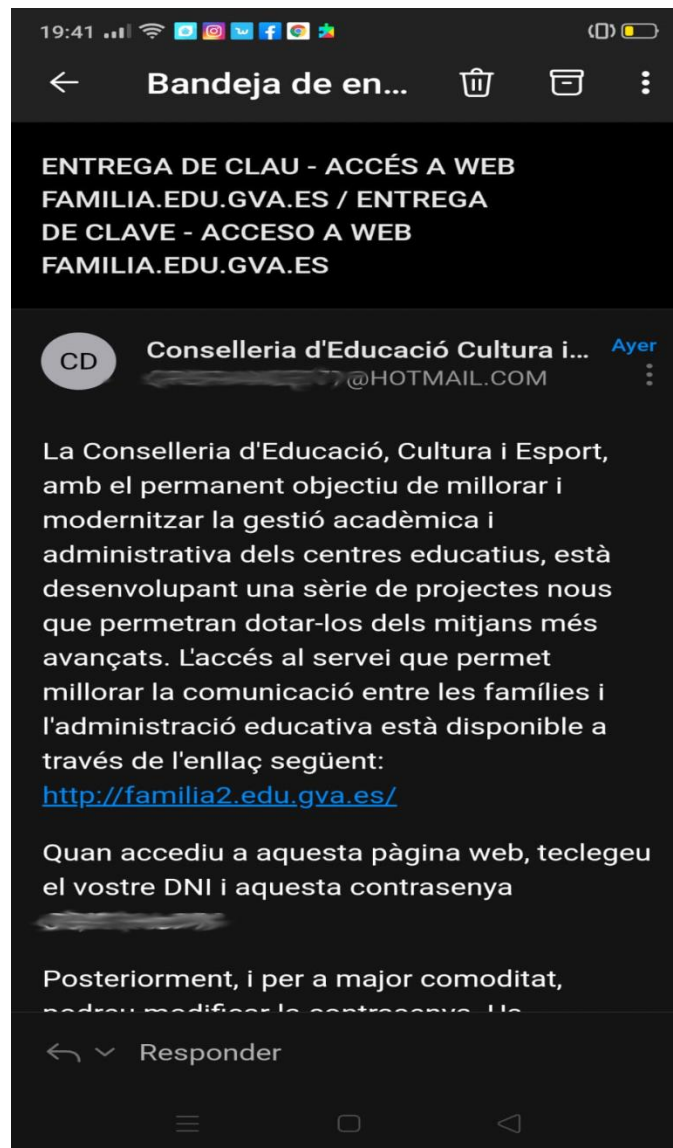 19:41
Bandeja de en...
ENTREGA DE CLAU - ACCÉS A WEB
FAMILIA.EDU.GVA.ES / ENTREGA
DE CLAVE - ACCESO A WEB
FAMILIA.EDU.GVA.ES
CD
Conselleria d'Educació Cultura i... Ayer
@HOTMAIL.COM
La Conselleria d'Educació, Cultura i Esport,
amb el permanent objectiu de millorar i
modernitzar la gestió acadèmica i
administrativa dels centres educatius, està
desenvolupant una sèrie de projectes nous
que permetran dotar-los dels mitjans més
avançats. L'accés al servei que permet
millorar la comunicació entre les famílies i
l'administració educativa està disponible a
través de l'enllaç següent:
http://familia2.edu.gva.es/
Quan accediu a aquesta pàgina web, teclegeu
el vostre DNI i aquesta contrasenya
Posteriorment, i per a major comoditat,
podreu modificar la contrasenya. Us
Responder